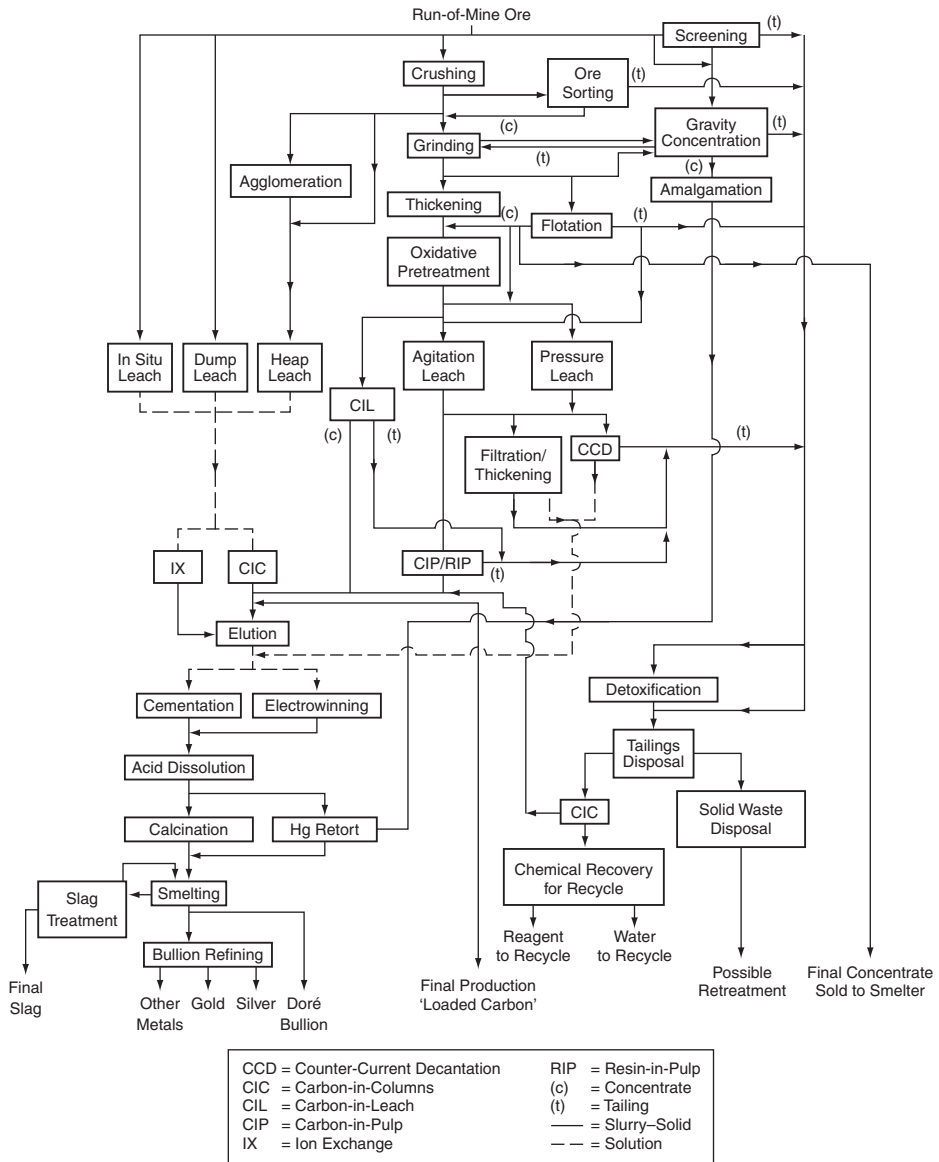 Run-of-Mine Ore
Screening
(t)
Crushing
Ore
Sorting
(t)
Gravity
Concentration
(t)
(c)
Grinding
(t)
(c)
Agglomeration
Amalgamation
Thickening
(c)
Flotation
(t)
Oxidative
Pretreatment
In Situ
Leach
Dump
Leach
Heap
Leach
Agitation
Leach
Pressure
Leach
CIL
(c)
(t)
Filtration/
Thickening
CCD
(t)
IX
CIC
CIP/RIP
(t)
Elution
Detoxification
Cementation
Electrowinning
Tailings
Disposal
Acid Dissolution
CIC
Solid Waste
Disposal
Calcination
Hg Retort
Chemical Recovery
for Recycle
Slag
Treatment
Smelting
Reagent
to Recycle
Water
to Recycle
Bullion Refining
Final
Slag
Other
Metals
Gold
Silver
Doré
Bullion
Final Production
‘Loaded Carbon’
Possible
Retreatment
Final Concentrate
Sold to Smelter
CCD = Counter-Current Decantation
CIC = Carbon-in-Columns
CIL = Carbon-in-Leach
CIP = Carbon-in-Pulp
IX = Ion Exchange
RIP = Resin-in-Pulp
(c) = Concentrate
(t) = Tailing
= Slurry–Solid
= Solution